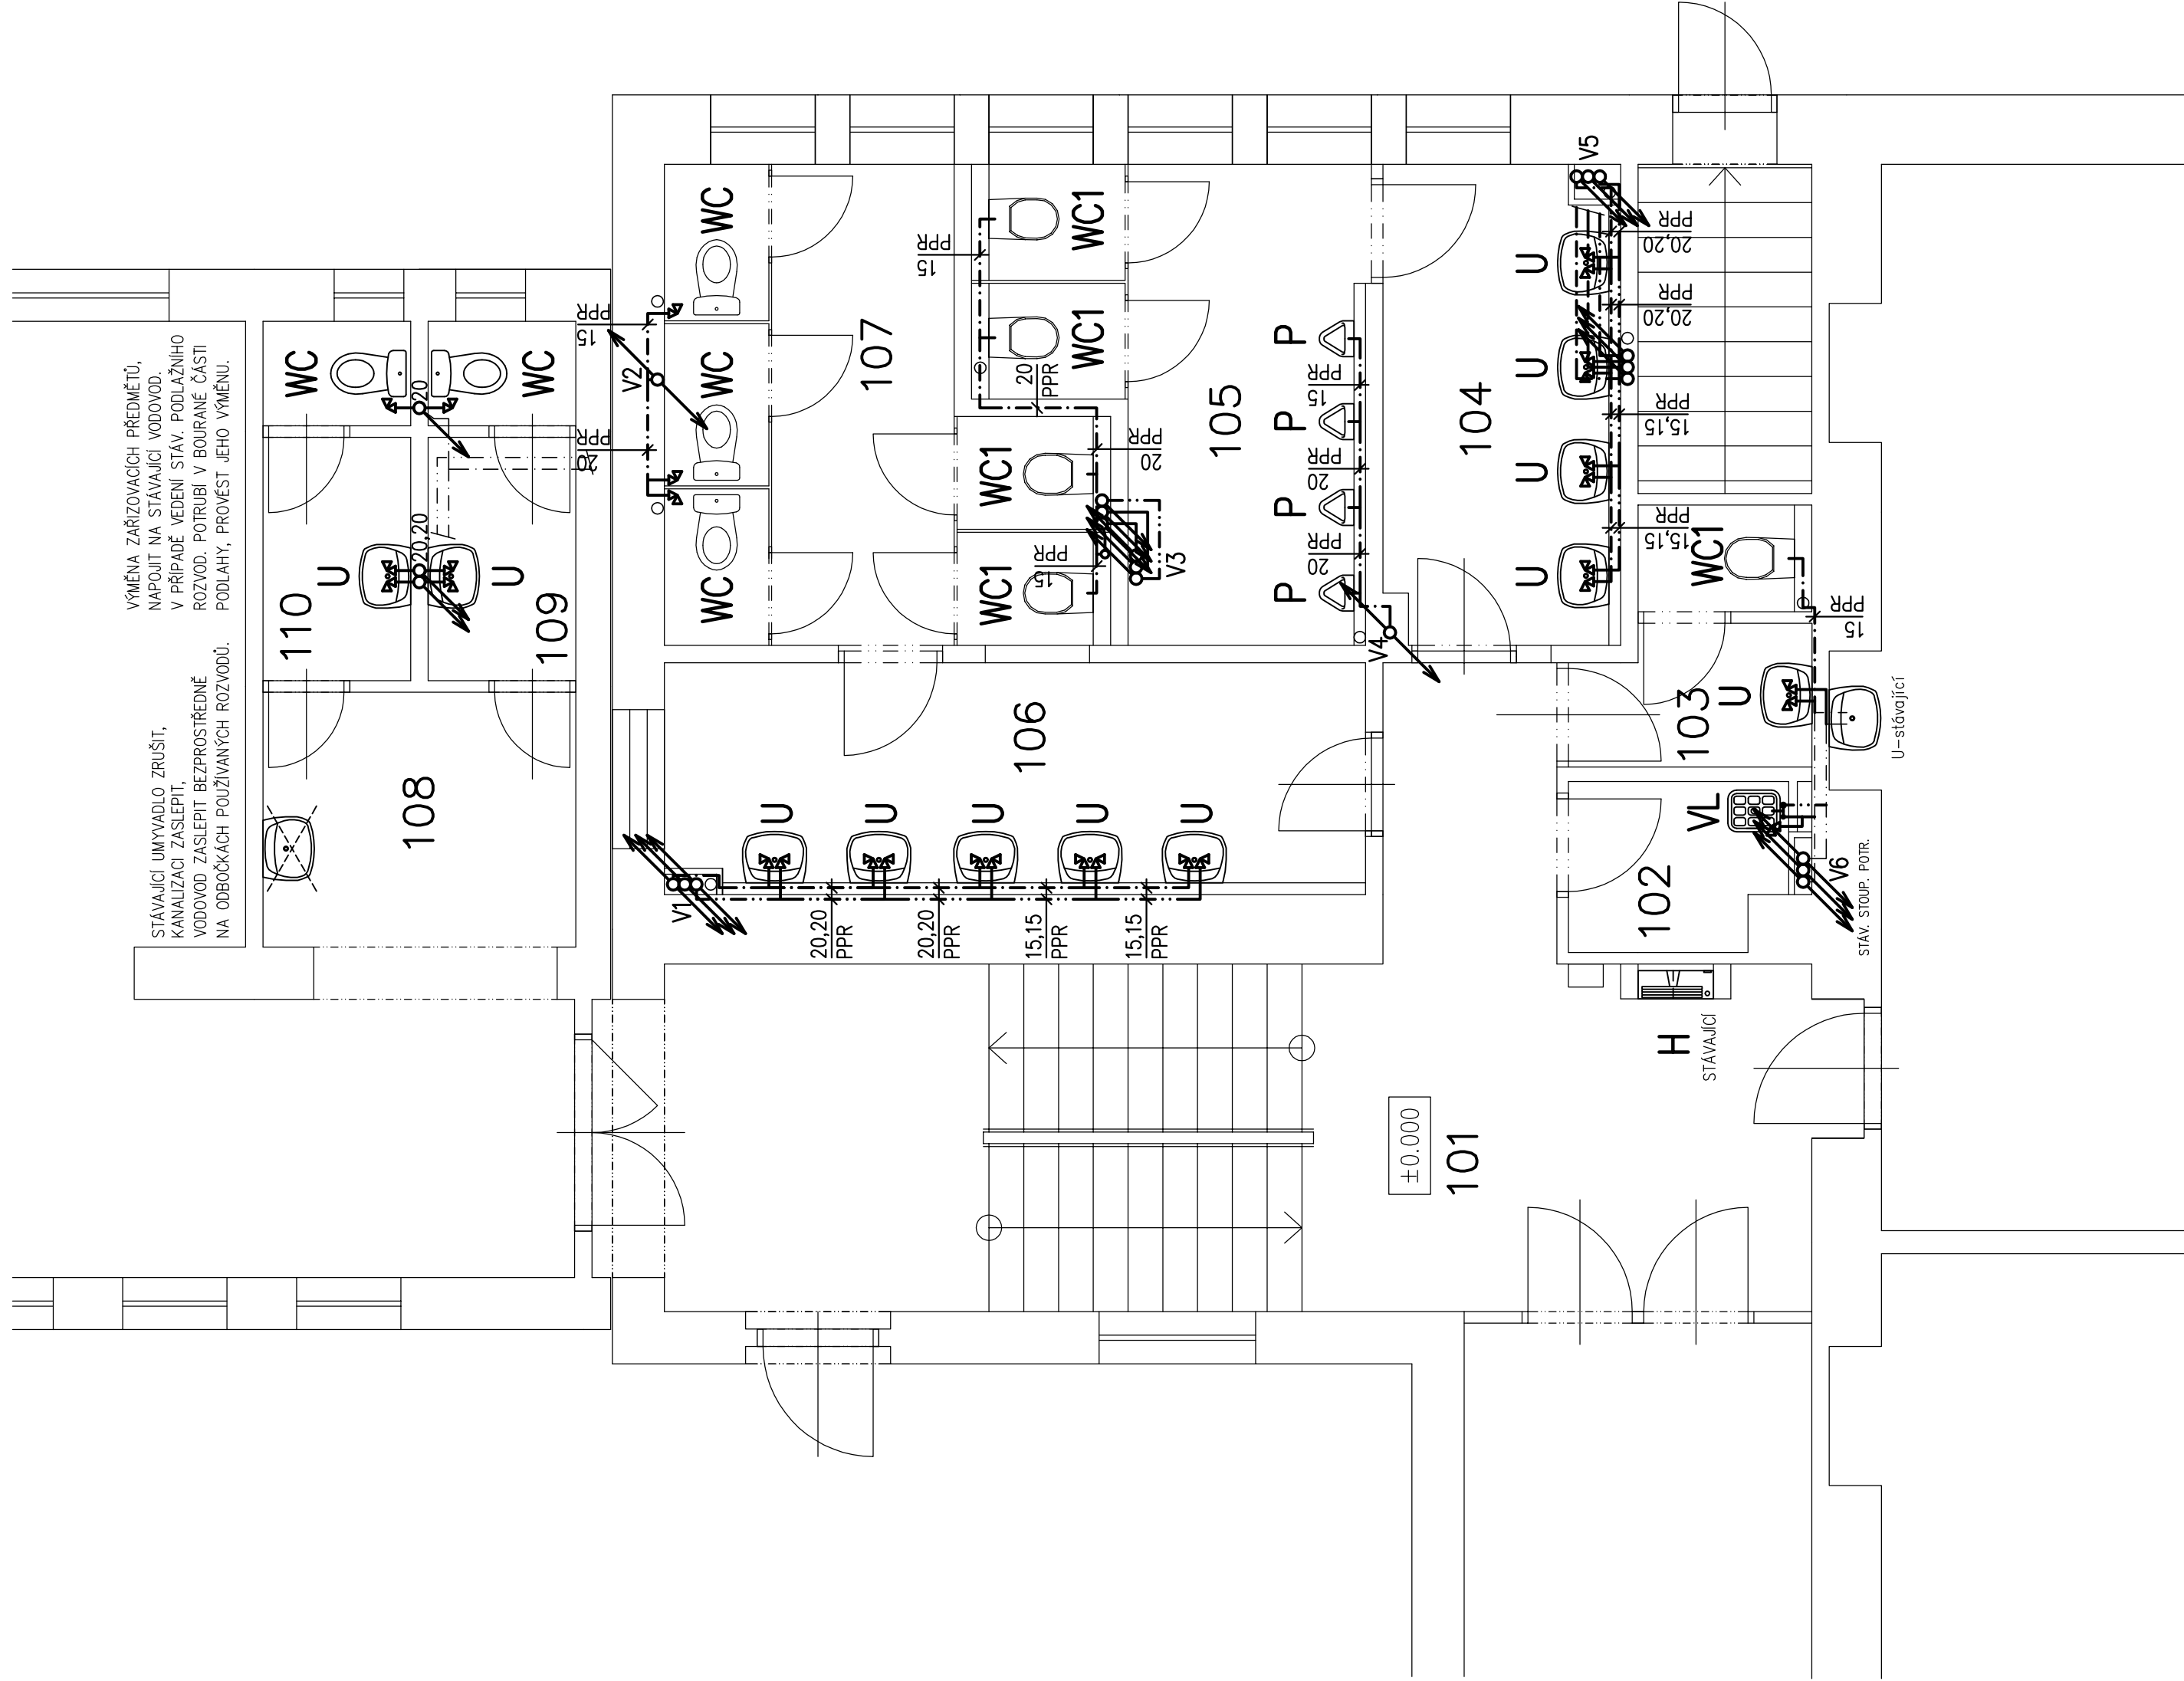 VÝMĚNA ZAŘIZOVACÍCH PŘEDMĚTŮ,
NAPOJIT NA STÁVAJÍCÍ VODOVOD.
V PŘÍPADĚ VEDENÍ STÁV. PODLAŽNÍHO
ROZVOD. POTRUBÍ V BOURANÉ ČÁSTI
PODLAHY, PROVÉST JEHO VÝMĚNU.
STÁVAJÍCÍ UMYVADLO ZRUŠIT,
KANALIZACI ZASLEPIT,
VODOVOD ZASLEPIT BEZPROSTŘEDNĚ
NA ODBOČKÁCH POUŽÍVANÝCH ROZVODŮ.
WC
WC
20
U
20,20
U
110
109
108
PPR
15
V2
PPR
20
WC
WC
WC
107
PPR
15
WC1
WC1
20
PPR
WC1
PPR
20
WC1
PPR
15
V3
105
P
PPR
15
P
PPR
20
P
PPR
20
P
V4
104
V5
U
PPR
20,20
PPR
20,20
U
PPR
15,15
U
PPR
15,15
U
WC1
PPR
15
103
U
U-stávající
106
U
U
U
U
U
V1
20,20
PPR
20,20
PPR
15,15
PPR
15,15
PPR
VL
102
V6
STÁV. STOUP. POTR.
H
STÁVAJÍCÍ
±0.000
101